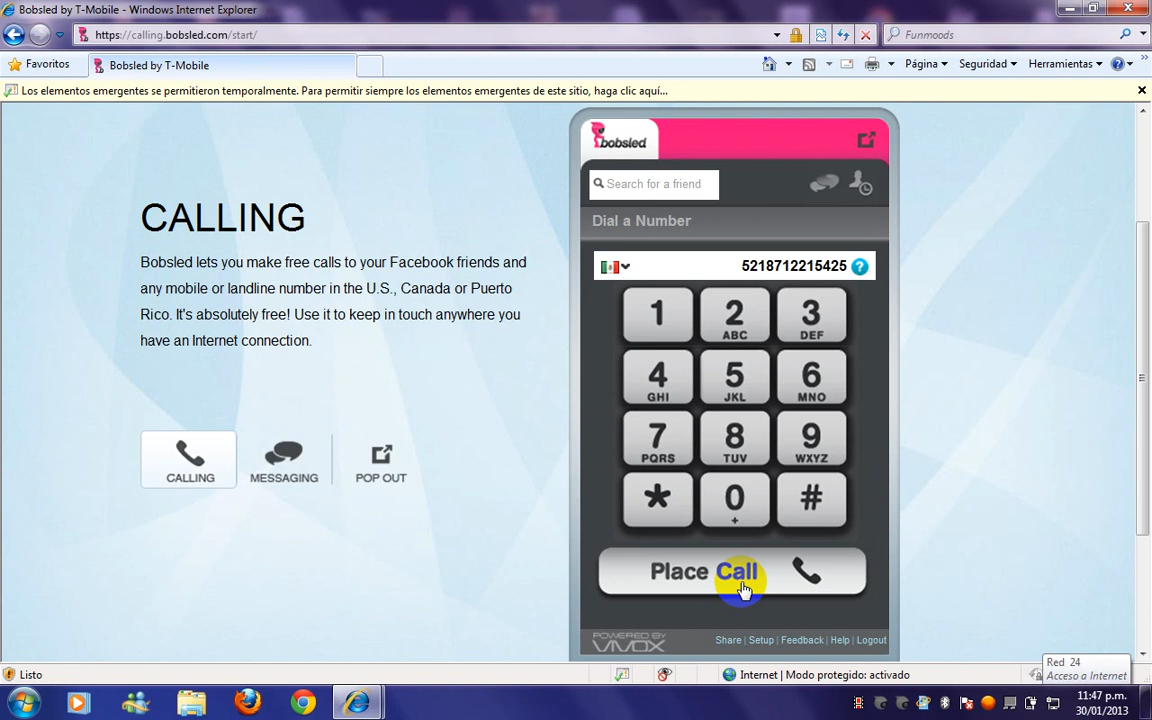 Bobsled by T-Mobile - Windows Internet Explorer
https://calling.bobsled.com/start/
Funmoods
Favoritos
Bobsled by T-Mobile
Página
Seguridad
Herramientas
Los elementos emergentes se permitieron temporalmente. Para permitir siempre los elementos emergentes de este sitio, haga clic aquí...
bobsled
Search for a friend
Dial a Number
5218712215425
CALLING
Bobsled lets you make free calls to your Facebook friends and
any mobile or landline number in the U.S., Canada or Puerto
Rico. It's absolutely free! Use it to keep in touch anywhere you
have an Internet connection.
CALLING
MESSAGING
POP OUT
1
2
ABC
3
DEF
4
GHI
5
JKL
6
MNO
7
PQRS
8
TUV
9
WXYZ
*
0
+
#
Place Call
POWERED BY
VIVOX
Share | Setup | Feedback | Help | Logout
Listo
Internet | Modo protegido: activado
Red 24
Acceso a Internet
11:47 p.m.
30/01/2013